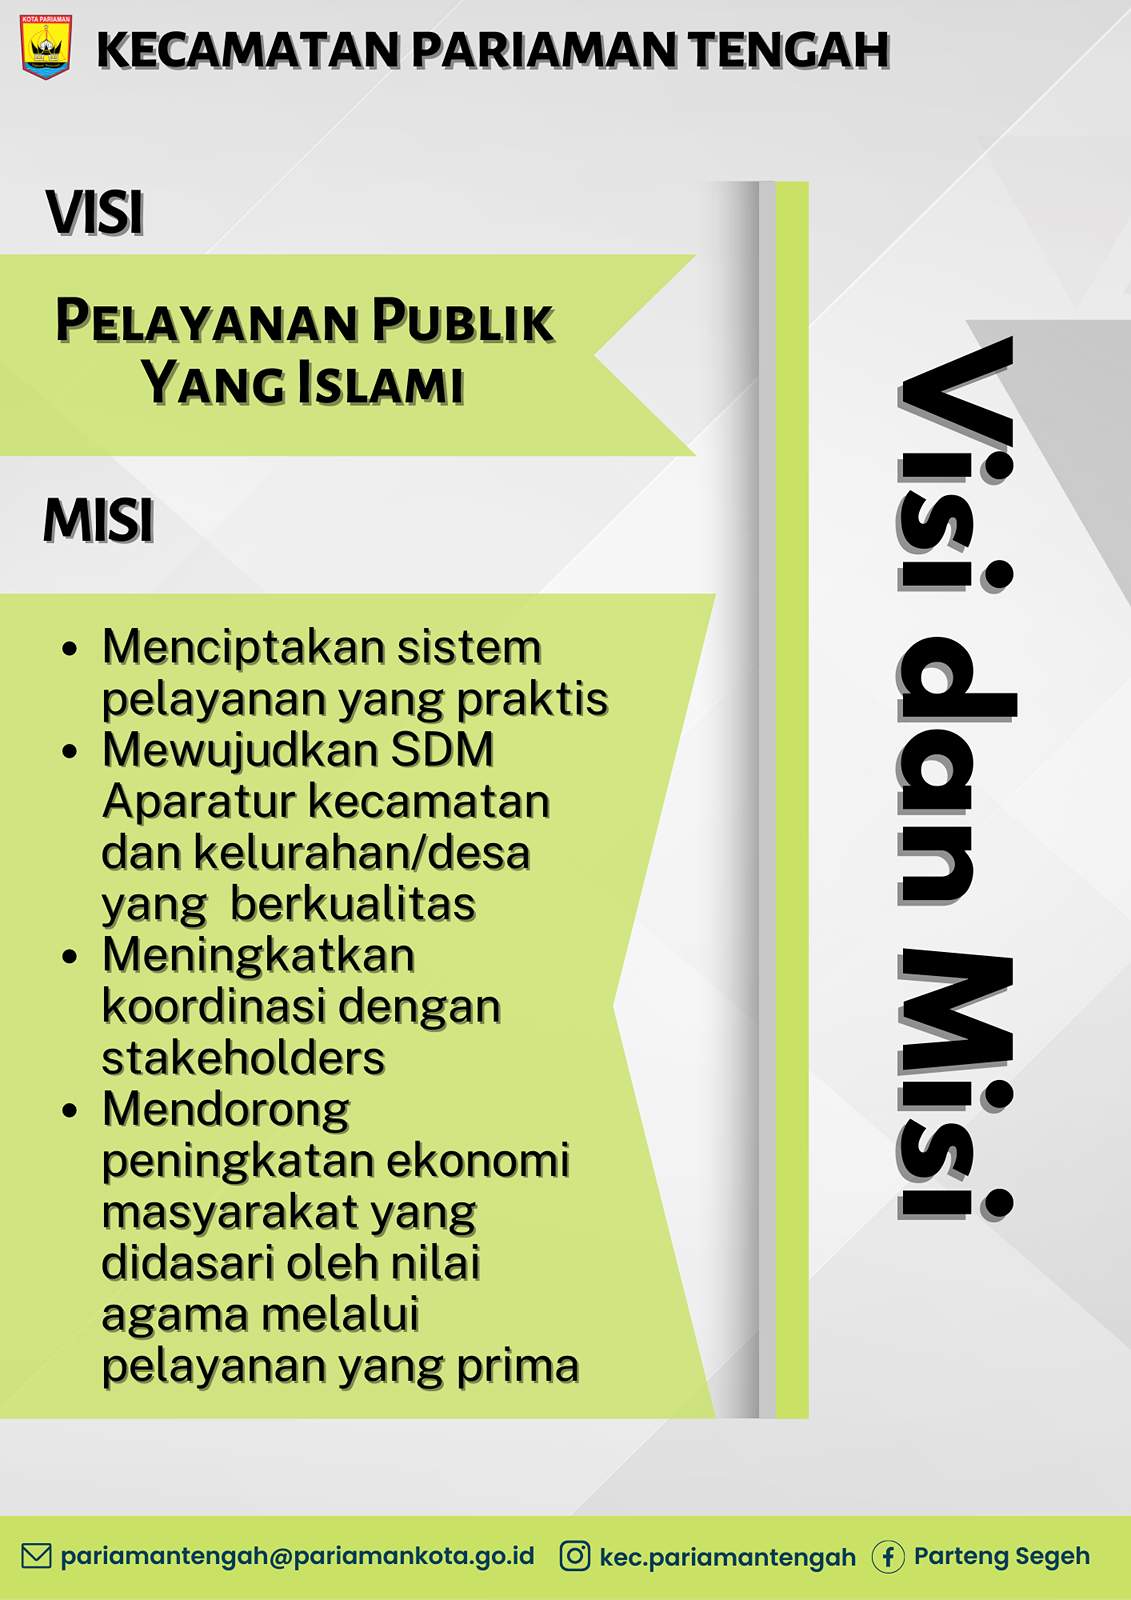 KOTA PARIAMAN
KECAMATAN PARIAMAN TENGAH
VISI
Pelayanan Publik
Yang Islami
MISI
• Menciptakan sistem
pelayanan yang praktis
• Mewujudkan SDM
Aparatur kecamatan
dan kelurahan/desa
yang  berkualitas
• Meningkatkan
koordinasi dengan
stakeholders
• Mendorong
peningkatan ekonomi
masyarakat yang
didasari oleh nilai
agama melalui
pelayanan yang prima
Visi dan Misi
pariamantengah@pariamankota.go.id
kec.pariamantengah
Parteng Segeh